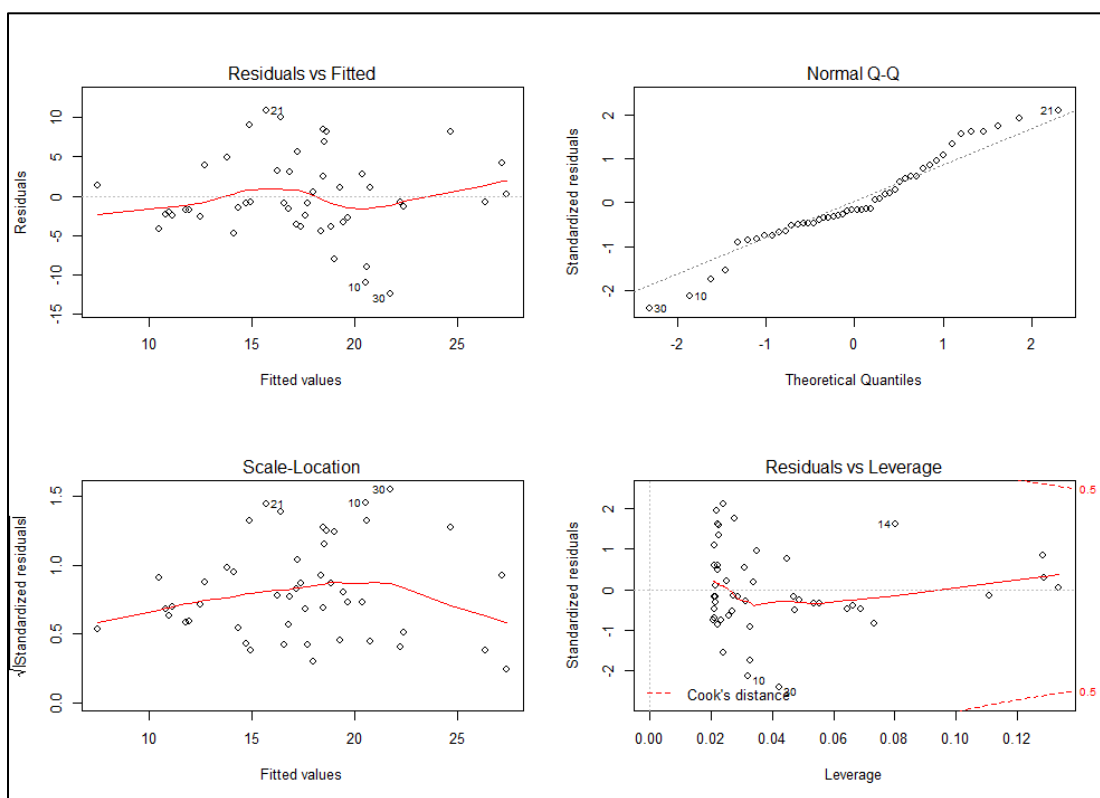 Residuals vs Fitted
Residuals
10
5
0
-5
-10
-15
21
10
30
10 15 20 25
Fitted values
Normal Q-Q
Standardized residuals
2
1
0
-1
-2
21
10
30
-2 -1 0 1 2
Theoretical Quantiles
Scale-Location
√|Standardized residuals|
1.5
1.0
0.5
0.0
21
10
30
10 15 20 25
Fitted values
Residuals vs Leverage
Standardized residuals
2
1
0
-1
-2
14
0.5
10
30
Cook's distance
0.5
0.00 0.02 0.04 0.06 0.08 0.10 0.12
Leverage